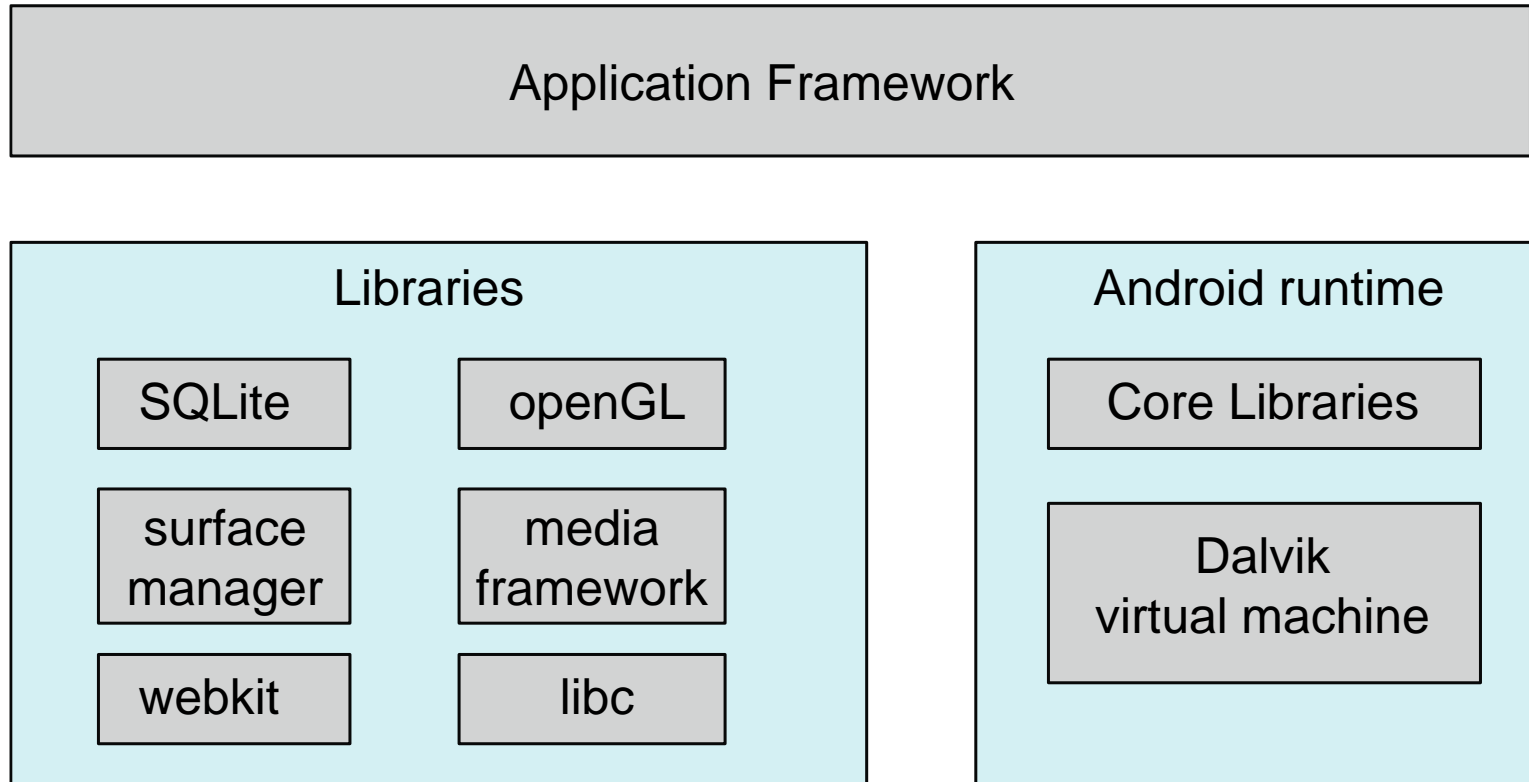 Application Framework
Libraries
SQLite
openGL
surface
manager
media
framework
webkit
libc
Android runtime
Core Libraries
Dalvik
virtual machine